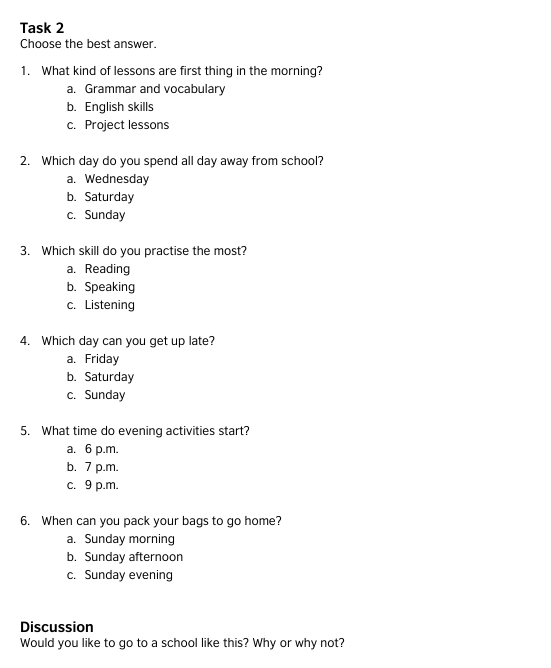 Task 2
Choose the best answer.
1. What kind of lessons are first thing in the morning?
a. Grammar and vocabulary
b. English skills
c. Project lessons
2. Which day do you spend all day away from school?
a. Wednesday
b. Saturday
c. Sunday
3. Which skill do you practise the most?
a. Reading
b. Speaking
c. Listening
4. Which day can you get up late?
a. Friday
b. Saturday
c. Sunday
5. What time do evening activities start?
a. 6 p.m.
b. 7 p.m.
c. 9 p.m.
6. When can you pack your bags to go home?
a. Sunday morning
b. Sunday afternoon
c. Sunday evening
Discussion
Would you like to go to a school like this? Why or why not?